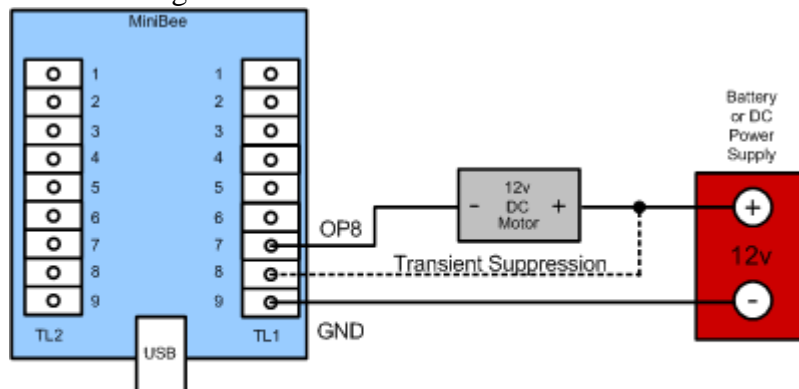 MiniBee
1 1
2 2
3 3
4 4
5 5
6 6
7 7
8 8
9 9
TL2 TL1
USB
OP8
GND
Transient Suppression
12v
- DC +
Motor
Battery
or DC
Power
Supply
+
12v
-